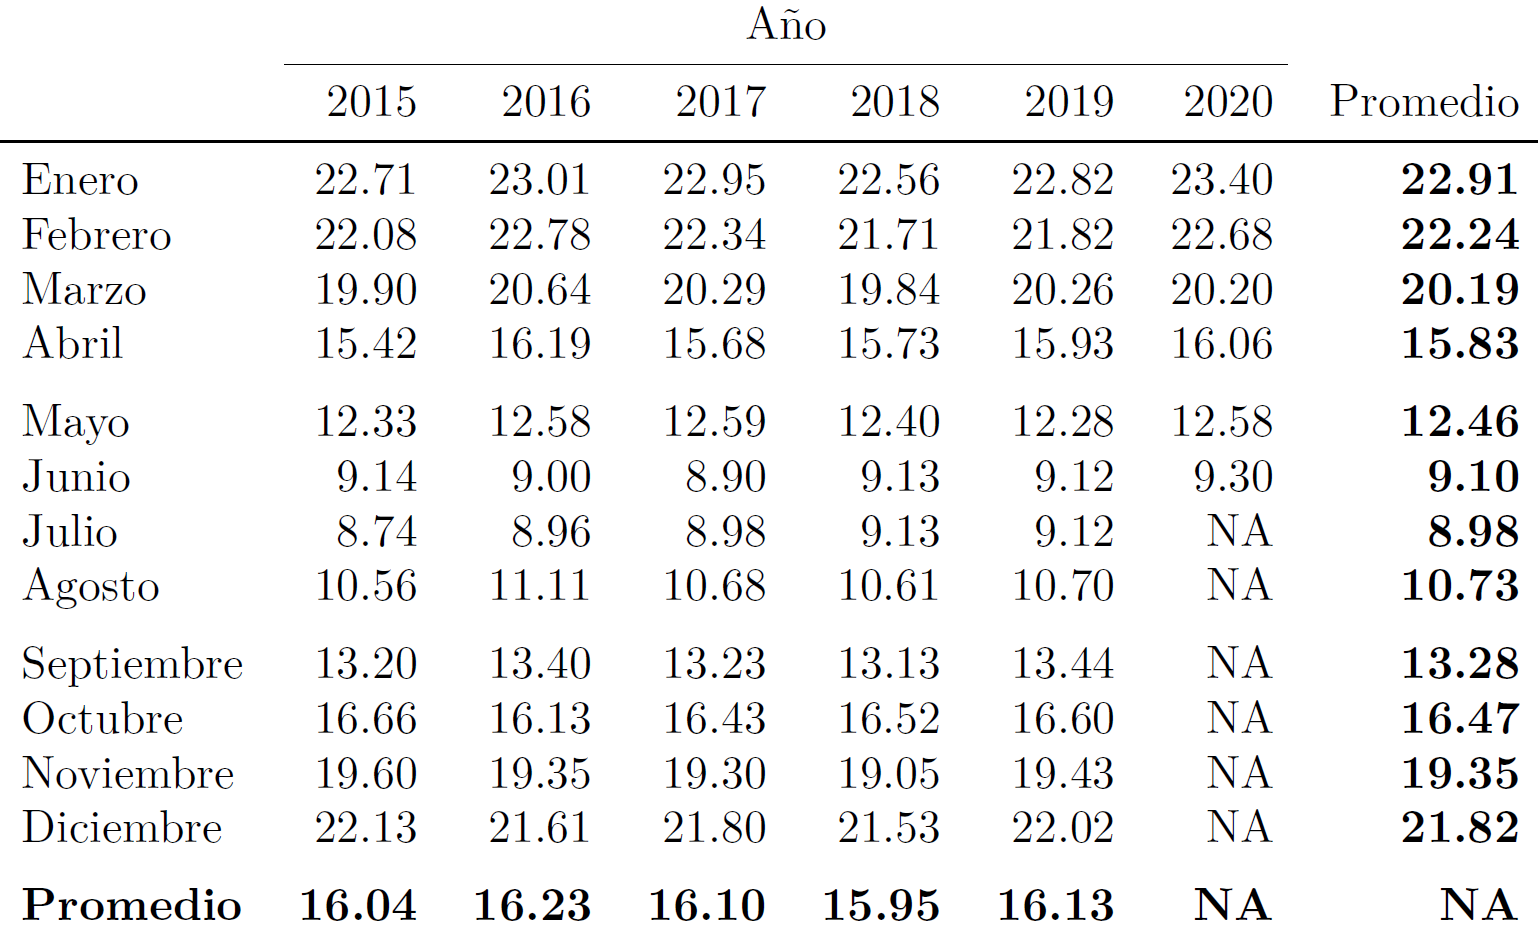 Año
2015 2016 2017 2018 2019 2020 Promedio
Enero 22.71 23.01 22.95 22.56 22.82 23.40 22.91
Febrero 22.08 22.78 22.34 21.71 21.82 22.68 22.24
Marzo 19.90 20.64 20.29 19.84 20.26 20.20 20.19
Abril 15.42 16.19 15.68 15.73 15.93 16.06 15.83
Mayo 12.33 12.58 12.59 12.40 12.28 12.58 12.46
Junio 9.14 9.00 8.90 9.13 9.12 9.30 9.10
Julio 8.74 8.96 8.98 9.13 9.12 NA 8.98
Agosto 10.56 11.11 10.68 10.61 10.70 NA 10.73
Septiembre 13.20 13.40 13.23 13.13 13.44 NA 13.28
Octubre 16.66 16.13 16.43 16.52 16.60 NA 16.47
Noviembre 19.60 19.35 19.30 19.05 19.43 NA 19.35
Diciembre 22.13 21.61 21.80 21.53 22.02 NA 21.82
Promedio 16.04 16.23 16.10 15.95 16.13 NA NA